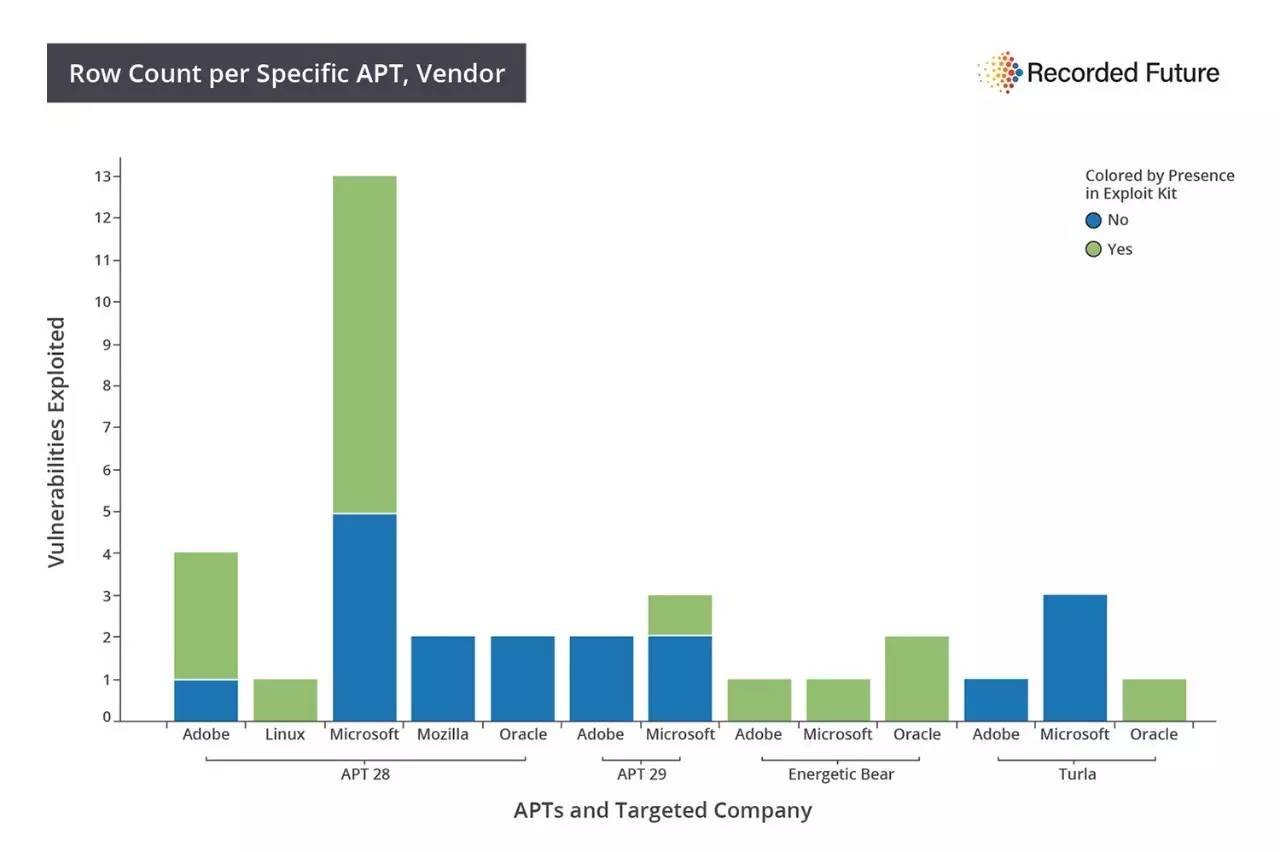 Row Count per Specific APT, Vendor
Recorded Future
Colored by Presence
in Exploit Kit
No
Yes
Vulnerabilities Exploited
13
12
11
10
9
8
7
6
5
4
3
2
1
0
Adobe Linux Microsoft Mozilla Oracle Adobe Microsoft Adobe Microsoft Oracle Adobe Microsoft Oracle
APT 28 APT 29 Energetic Bear Turla
APTs and Targeted Company